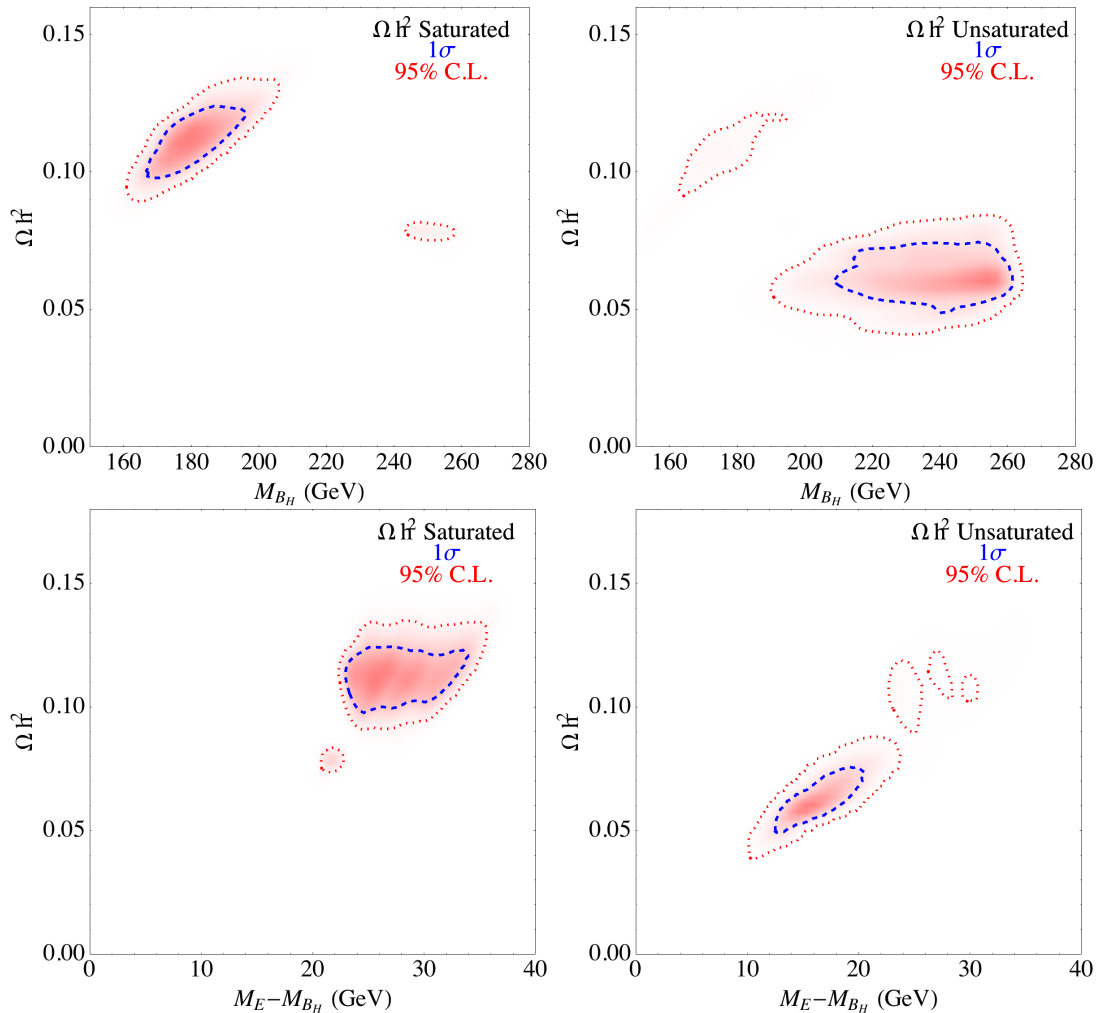 Ω h² Saturated
1σ
95% C.L.
0.15
0.10
0.05
0.00
Ω h²
160 180 200 220 240 260 280
M_{B_H} (GeV)
Ω h² Unsaturated
1σ
95% C.L.
0.15
0.10
0.05
0.00
Ω h²
160 180 200 220 240 260 280
M_{B_H} (GeV)
Ω h² Saturated
1σ
95% C.L.
0.15
0.10
0.05
0.00
Ω h²
0 10 20 30 40
M_E−M_{B_H} (GeV)
Ω h² Unsaturated
1σ
95% C.L.
0.15
0.10
0.05
0.00
Ω h²
0 10 20 30 40
M_E−M_{B_H} (GeV)